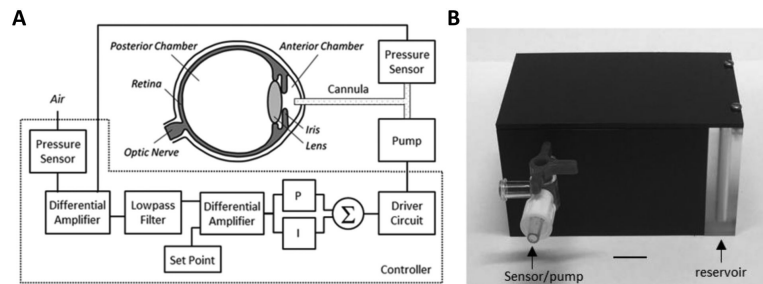 A
Posterior Chamber
Anterior Chamber
Retina
Cannula
Pressure
Sensor
Air
Iris
Lens
Optic Nerve
Pump
Pressure
Sensor
Differential
Amplifier
Lowpass
Filter
Differential
Amplifier
P
I
Σ
Driver
Circuit
Set Point
Controller
B
Sensor/pump
reservoir